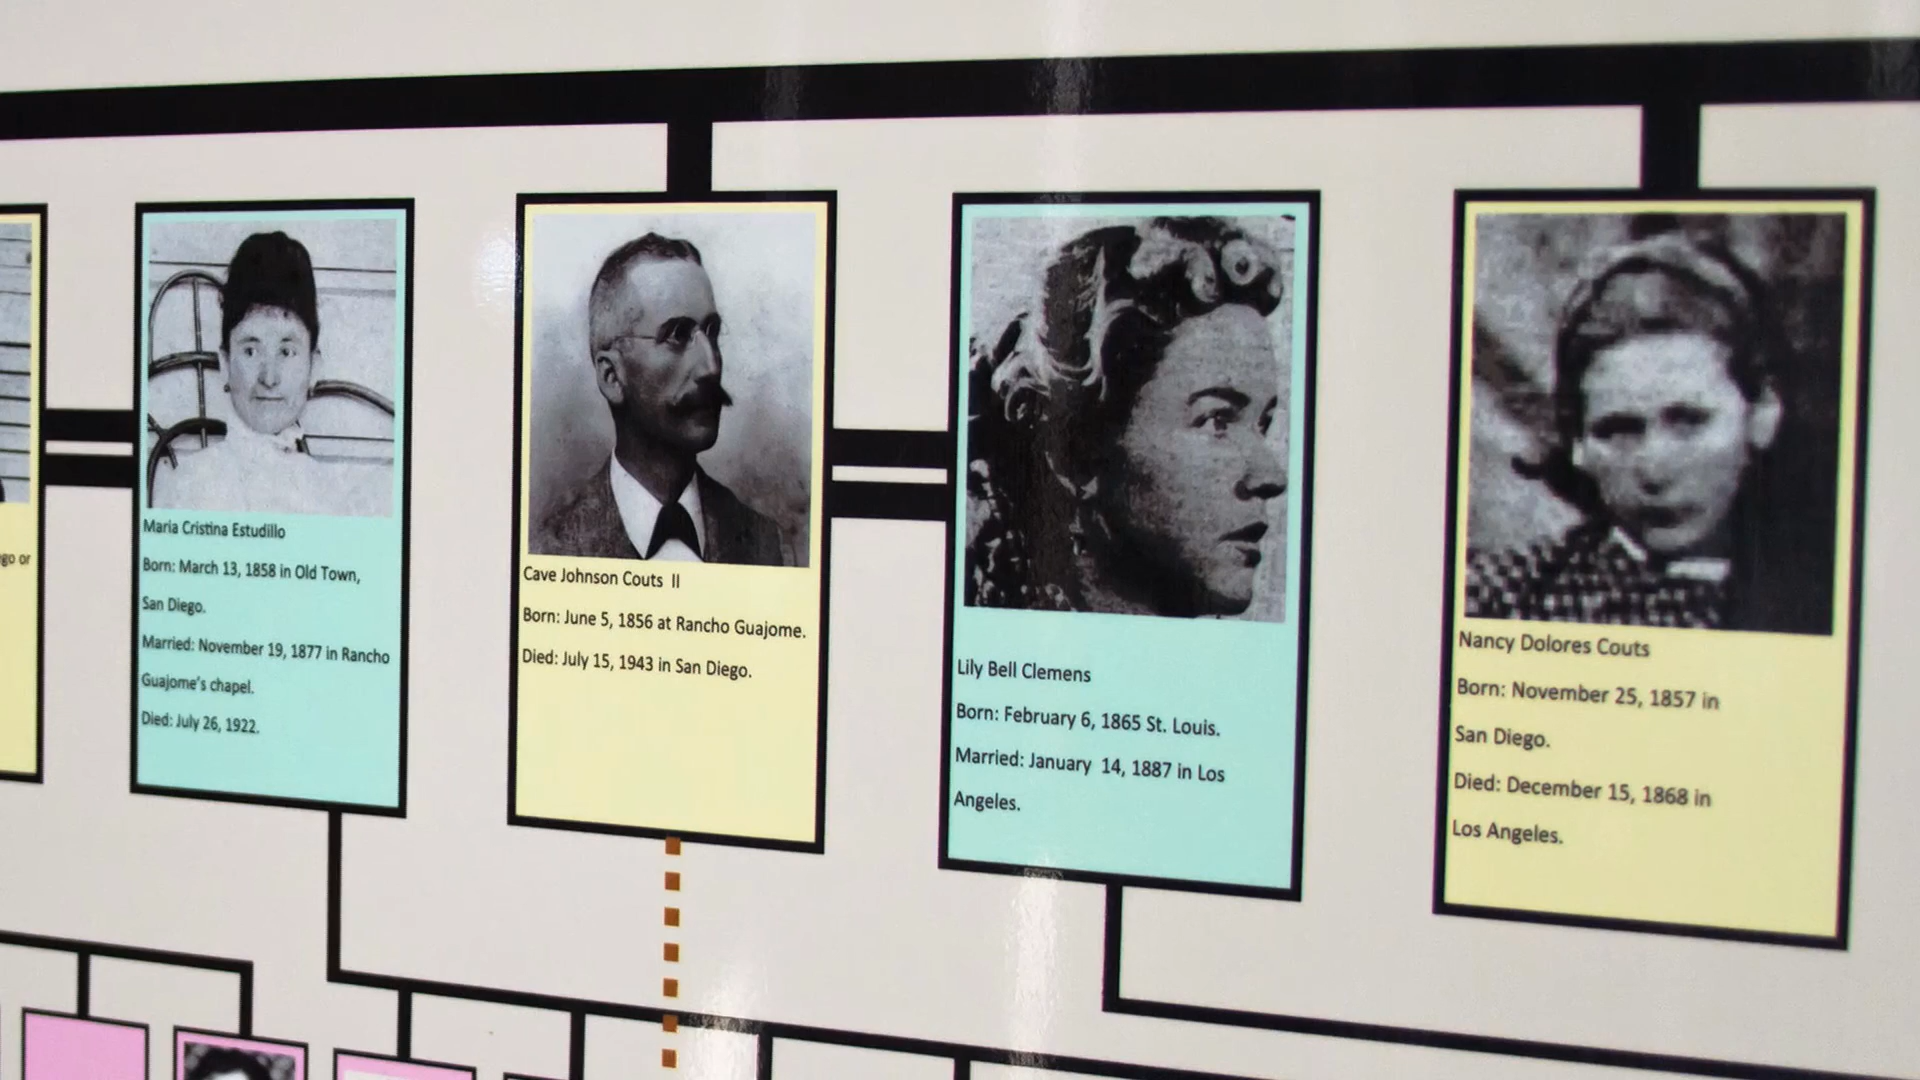 go or
Maria Cristina Estudillo
Born: March 13, 1858 in Old Town,
San Diego.
Married: November 19, 1877 in Rancho
Guajome's chapel.
Died: July 26, 1922.
Cave Johnson Couts II
Born: June 5, 1856 at Rancho Guajome.
Died: July 15, 1943 in San Diego.
Lily Bell Clemens
Born: February 6, 1865 St. Louis.
Married: January 14, 1887 in Los
Angeles.
Nancy Dolores Couts
Born: November 25, 1857 in
San Diego.
Died: December 15, 1868 in
Los Angeles.